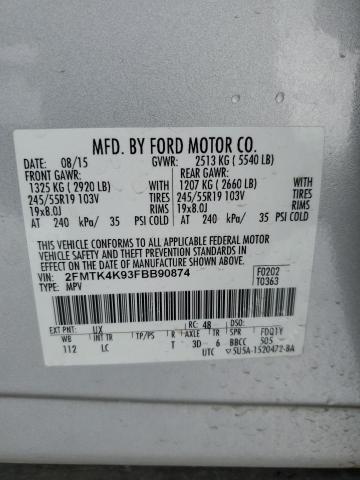 MFD. BY FORD MOTOR CO.
DATE: 08/15 GVWR: 2513 KG ( 5540 LB)
FRONT GAWR: REAR GAWR:
1325 KG ( 2920 LB) WITH 1207 KG ( 2660 LB) WITH
245/55R19 103V TIRES 245/55R19 103V TIRES
19x8.0J RIMS 19x8.0J RIMS
AT 240 kPa/ 35 PSI COLD AT 240 kPa/ 35 PSI COLD
THIS VEHICLE CONFORMS TO ALL APPLICABLE FEDERAL MOTOR
VEHICLE SAFETY AND THEFT PREVENTION STANDARDS IN EFFECT
ON THE DATE OF MANUFACTURE SHOWN ABOVE.
VIN: 2FMTK4K93FBB90874 F0202
TYPE: MPV T0363
EXT PNT: UX RC: 48 DSO:
WB INT TR TP/PS R AXLE TR SPR FDQ1Y
112 LC T 3D 6 BBCC 505
UTC 5U5A-1520472-BA